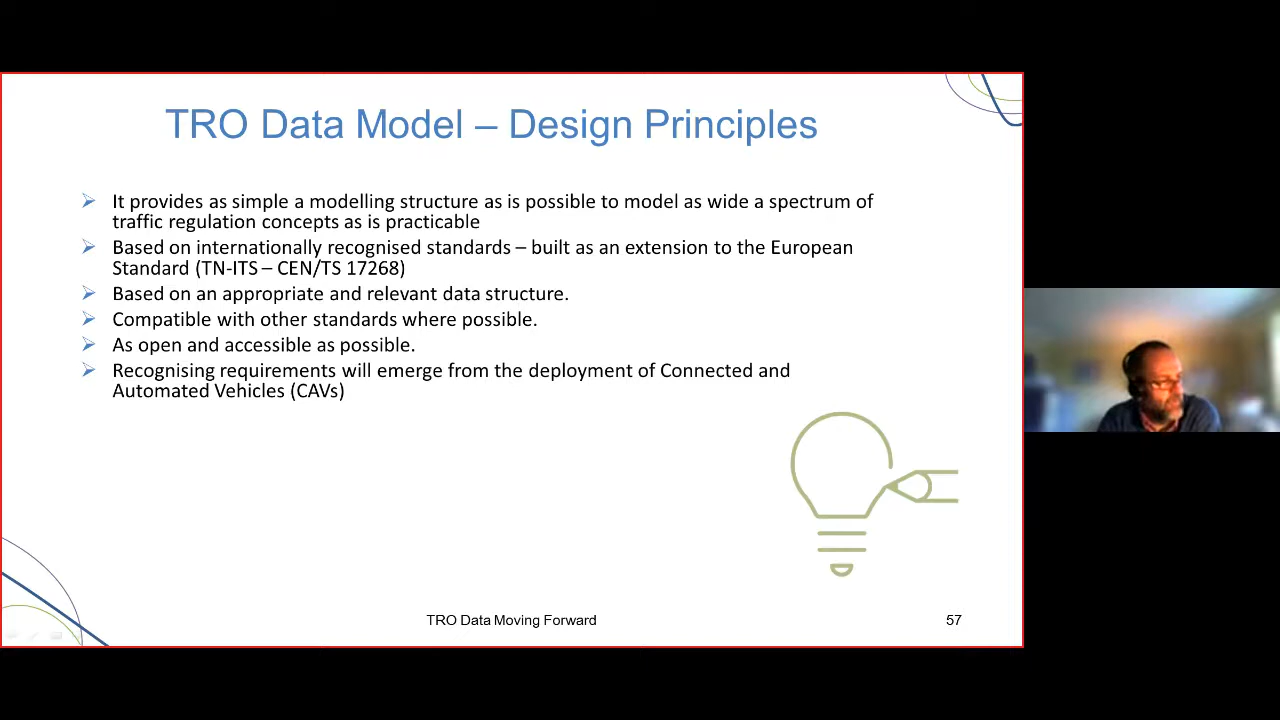 TRO Data Model – Design Principles
It provides as simple a modelling structure as is possible to model as wide a spectrum of
traffic regulation concepts as is practicable
Based on internationally recognised standards – built as an extension to the European
Standard (TN-ITS – CEN/TS 17268)
Based on an appropriate and relevant data structure.
Compatible with other standards where possible.
As open and accessible as possible.
Recognising requirements will emerge from the deployment of Connected and
Automated Vehicles (CAVs)
TRO Data Moving Forward
57